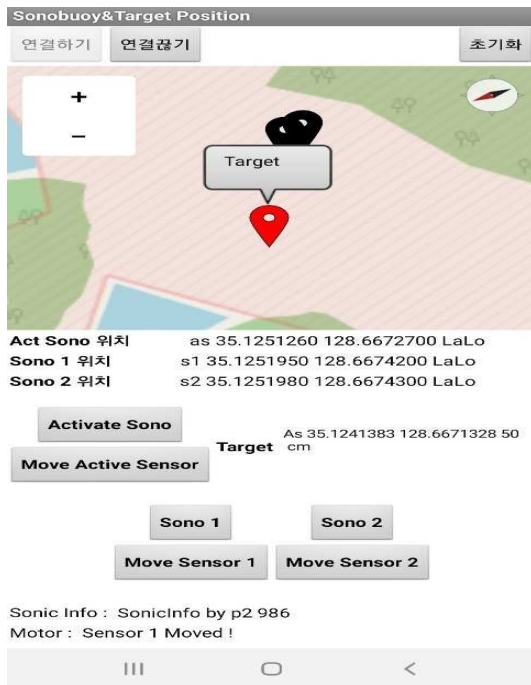 Sonobuoy&Target Position
연결하기 연결끊기 초기화
+
−
Target
Act Sono 위치 as 35.1251260 128.6672700 LaLo
Sono 1 위치 s1 35.1251950 128.6674200 LaLo
Sono 2 위치 s2 35.1251980 128.6674300 LaLo
Activate Sono
Move Active Sensor
Target As 35.1241383 128.6671328 50
cm
Sono 1 Sono 2
Move Sensor 1 Move Sensor 2
Sonic Info : SonicInfo by p2 986
Motor : Sensor 1 Moved !